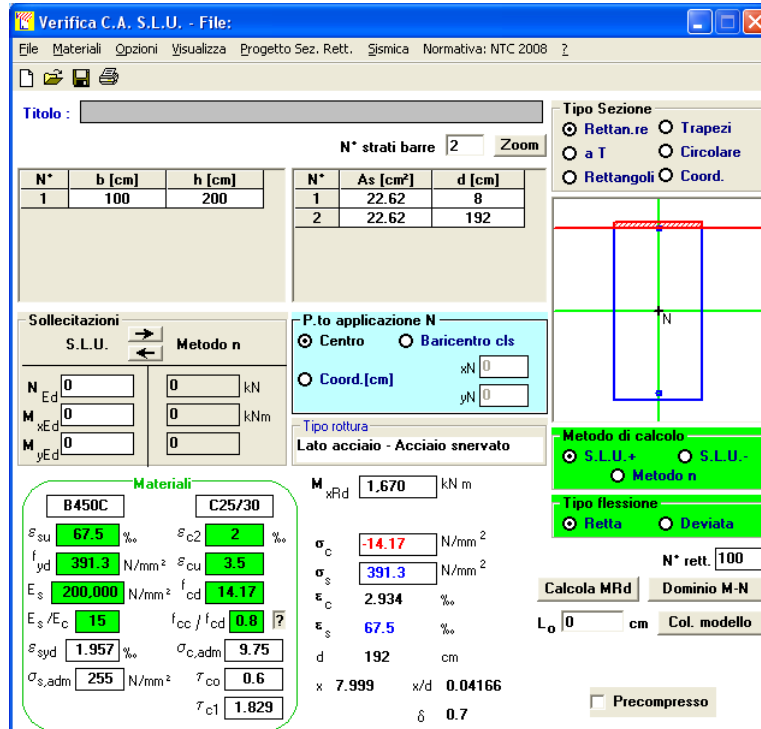 Verifica C.A. S.L.U. - File:
File Materiali Opzioni Visualizza Progetto Sez. Rett. Sismica Normativa: NTC 2008 ?
Titolo :
N° strati barre 2 Zoom
N° b [cm] h [cm]
1 100 200
N° As [cm²] d [cm]
1 22.62 8
2 22.62 192
Tipo Sezione
Rettan.re Trapezi
a T Circolare
Rettangoli Coord.
N
Sollecitazioni
S.L.U. Metodo n
N Ed 0 0 kN
M xEd 0 0 kNm
M yEd 0 0
P.to applicazione N
Centro Baricentro cls
Coord.[cm] xN 0
yN 0
Tipo rottura
Lato acciaio - Acciaio snervato
Metodo di calcolo
S.L.U.+ S.L.U.-
Metodo n
Tipo flessione
Retta Deviata
Materiali
B450C C25/30
εsu 67.5 ‰ εc2 2 ‰
fyd 391.3 N/mm² εcu 3.5
Es 200,000 N/mm² fcd 14.17
Es/Ec 15 fcc / fcd 0.8 ?
εsyd 1.957 ‰ σc,adm 9.75
σs,adm 255 N/mm² τco 0.6
τc1 1.829
M xRd 1,670 kN m
σc -14.17 N/mm²
σs 391.3 N/mm²
εc 2.934 ‰
εs 67.5 ‰
d 192 cm
x 7.999 x/d 0.04166
δ 0.7
N° rett. 100
Calcola MRd Dominio M-N
Lo 0 cm Col. modello
Precompresso